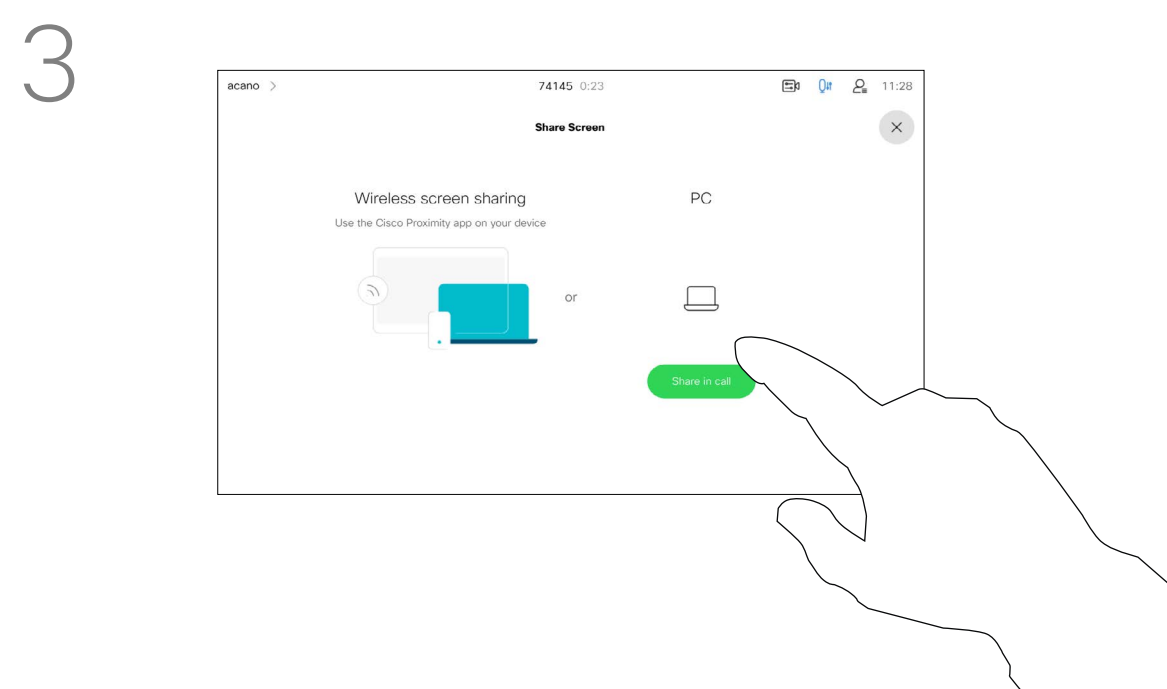 3
acano >
74145 0:23
11:28
Share Screen
Wireless screen sharing
PC
Use the Cisco Proximity app on your device
or
Share in call